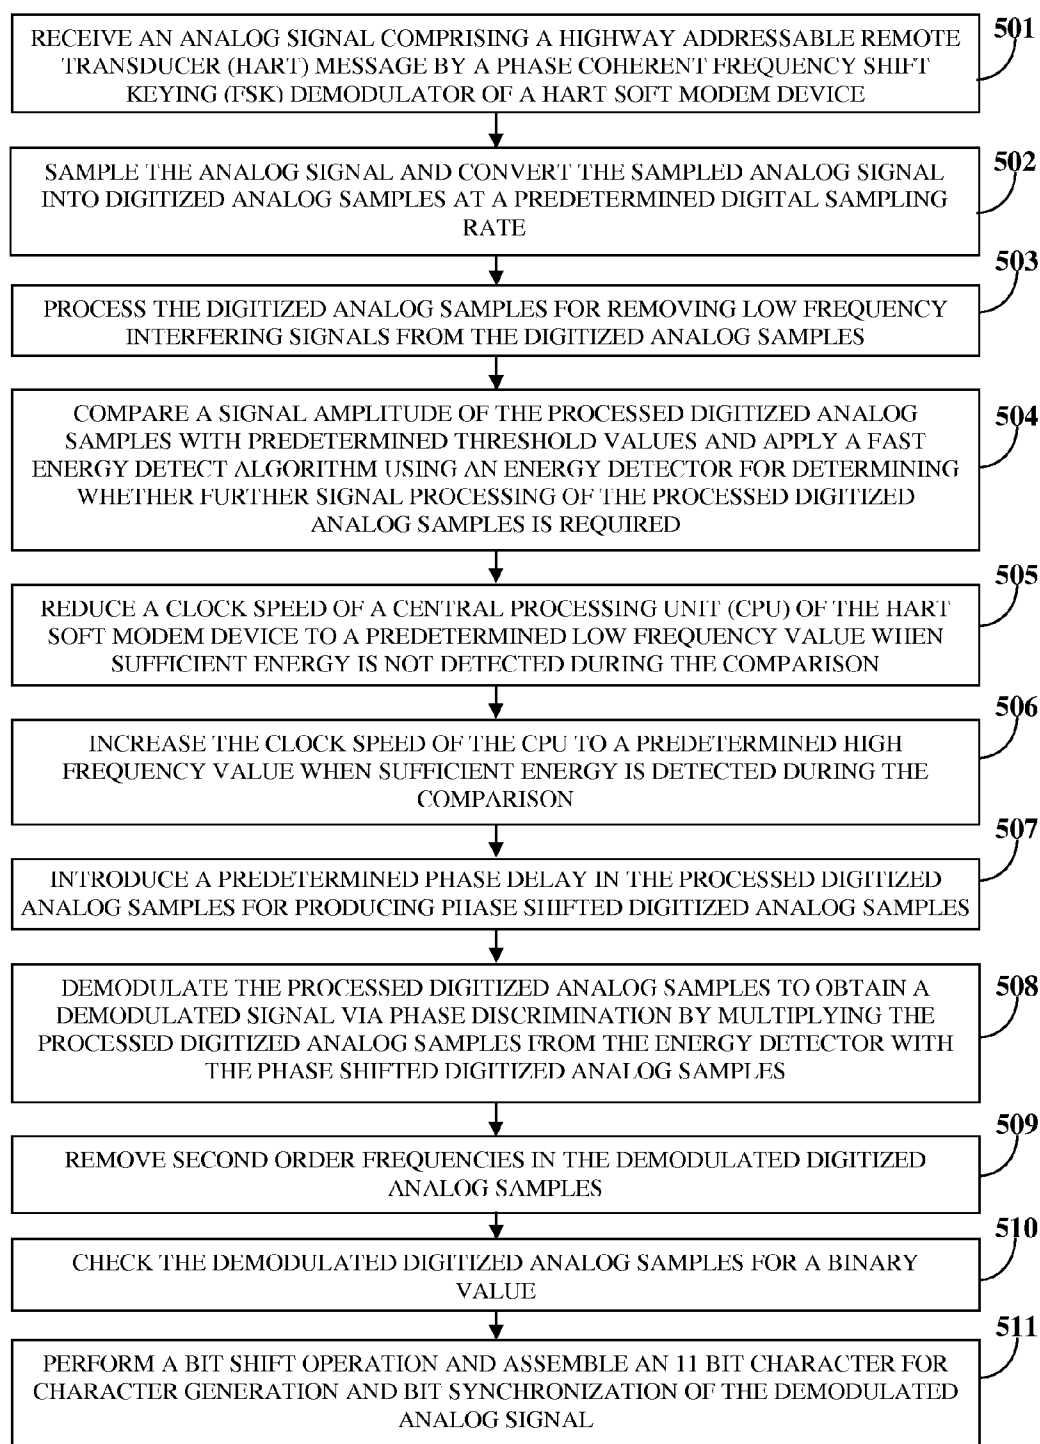 501
RECEIVE AN ANALOG SIGNAL COMPRISING A HIGHWAY ADDRESSABLE REMOTE
TRANSDUCER (HART) MESSAGE BY A PHASE COHERENT FREQUENCY SHIFT
KEYING (FSK) DEMODULATOR OF A HART SOFT MODEM DEVICE
502
SAMPLE THE ANALOG SIGNAL AND CONVERT THE SAMPLED ANALOG SIGNAL
INTO DIGITIZED ANALOG SAMPLES AT A PREDETERMINED DIGITAL SAMPLING
RATE
503
PROCESS THE DIGITIZED ANALOG SAMPLES FOR REMOVING LOW FREQUENCY
INTERFERING SIGNALS FROM THE DIGITIZED ANALOG SAMPLES
504
COMPARE A SIGNAL AMPLITUDE OF THE PROCESSED DIGITIZED ANALOG
SAMPLES WITH PREDETERMINED THRESHOLD VALUES AND APPLY A FAST
ENERGY DETECT ALGORITHM USING AN ENERGY DETECTOR FOR DETERMINING
WHETHER FURTHER SIGNAL PROCESSING OF THE PROCESSED DIGITIZED
ANALOG SAMPLES IS REQUIRED
505
REDUCE A CLOCK SPEED OF A CENTRAL PROCESSING UNIT (CPU) OF THE HART
SOFT MODEM DEVICE TO A PREDETERMINED LOW FREQUENCY VALUE WHEN
SUFFICIENT ENERGY IS NOT DETECTED DURING THE COMPARISON
506
INCREASE THE CLOCK SPEED OF THE CPU TO A PREDETERMINED HIGH
FREQUENCY VALUE WHEN SUFFICIENT ENERGY IS DETECTED DURING THE
COMPARISON
507
INTRODUCE A PREDETERMINED PHASE DELAY IN THE PROCESSED DIGITIZED
ANALOG SAMPLES FOR PRODUCING PHASE SHIFTED DIGITIZED ANALOG SAMPLES
508
DEMODULATE THE PROCESSED DIGITIZED ANALOG SAMPLES TO OBTAIN A
DEMODULATED SIGNAL VIA PHASE DISCRIMINATION BY MULTIPLYING THE
PROCESSED DIGITIZED ANALOG SAMPLES FROM THE ENERGY DETECTOR WITH
THE PHASE SHIFTED DIGITIZED ANALOG SAMPLES
509
REMOVE SECOND ORDER FREQUENCIES IN THE DEMODULATED DIGITIZED
ANALOG SAMPLES
510
CHECK THE DEMODULATED DIGITIZED ANALOG SAMPLES FOR A BINARY
VALUE
511
PERFORM A BIT SHIFT OPERATION AND ASSEMBLE AN 11 BIT CHARACTER FOR
CHARACTER GENERATION AND BIT SYNCHRONIZATION OF THE DEMODULATED
ANALOG SIGNAL